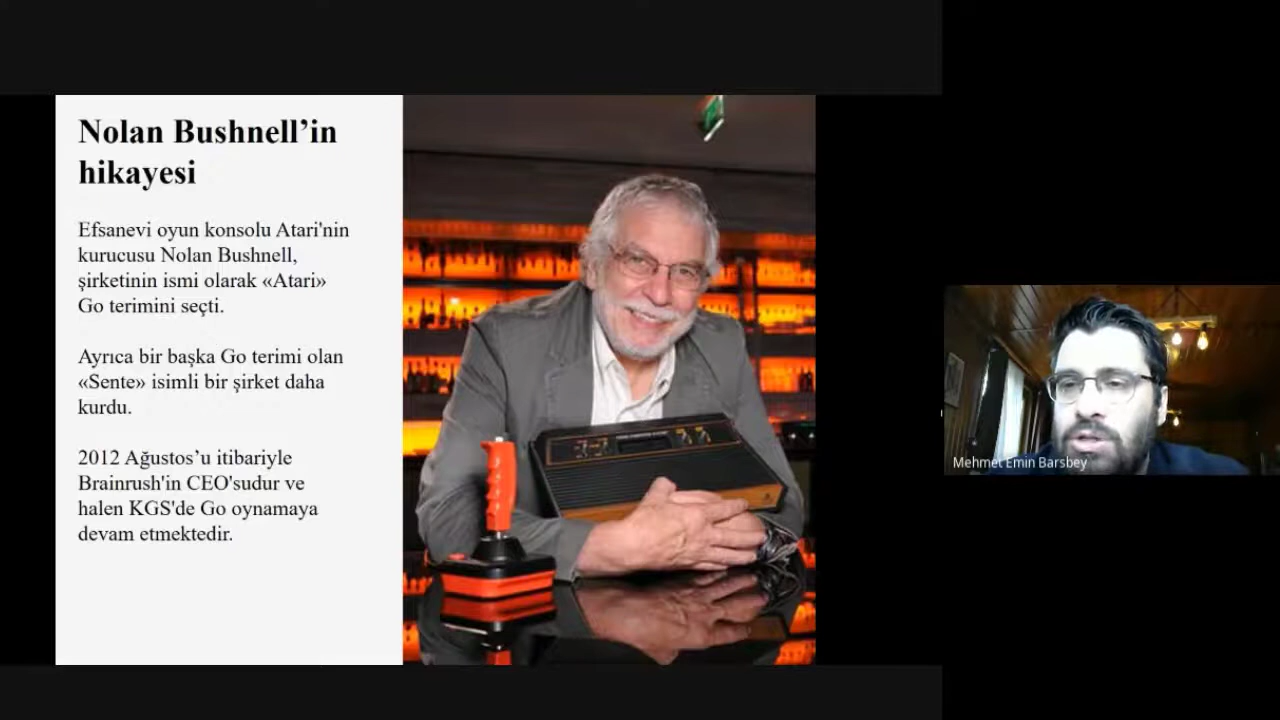 Nolan Bushnell’in
hikayesi
Efsanevi oyun konsolu Atari'nin
kurucusu Nolan Bushnell,
şirketinin ismi olarak «Atari»
Go terimini seçti.
Ayrıca bir başka Go terimi olan
«Sente» isimli bir şirket daha
kurdu.
2012 Ağustos’u itibariyle
Brainrush'in CEO'sudur ve
halen KGS'de Go oynamaya
devam etmektedir.
Mehmet Emin Barsbey